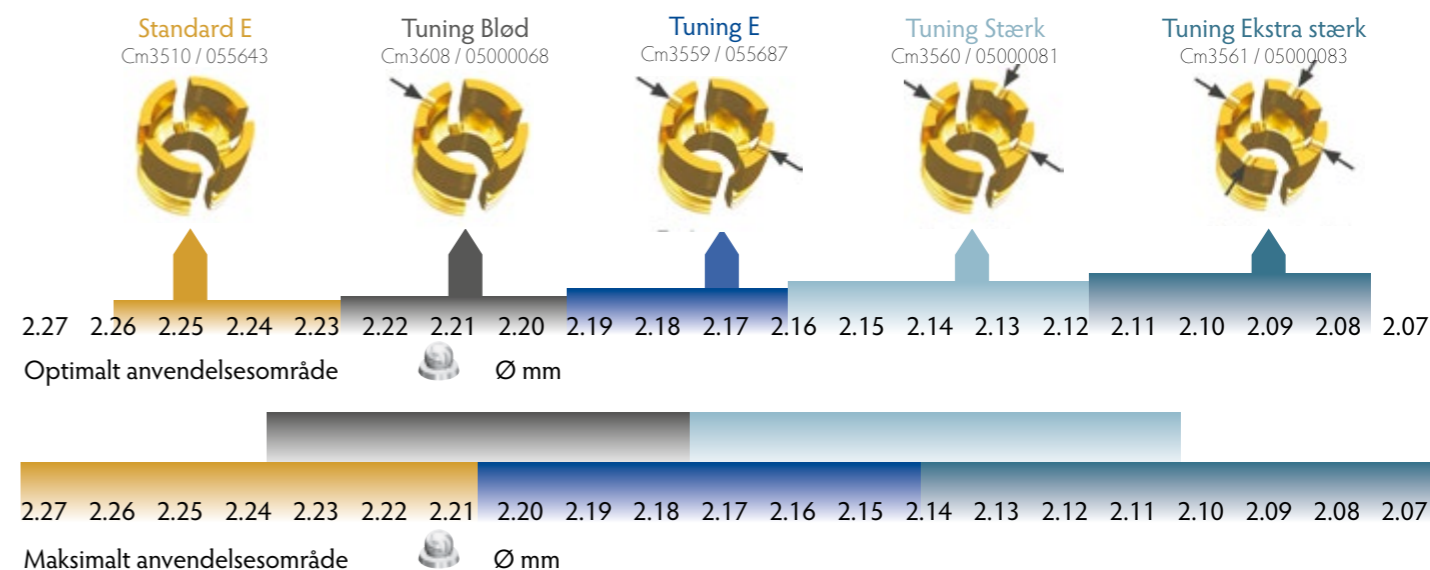 Standard E
Cm3510 / 055643
Tuning Blød
Cm3608 / 05000068
Tuning E
Cm3559 / 055687
Tuning Stærk
Cm3560 / 05000081
Tuning Ekstra stærk
Cm3561 / 05000083
2.27 2.26 2.25 2.24 2.23 2.22 2.21 2.20 2.19 2.18 2.17 2.16 2.15 2.14 2.13 2.12 2.11 2.10 2.09 2.08 2.07
Optimalt anvendelsesområde Ø mm
2.27 2.26 2.25 2.24 2.23 2.22 2.21 2.20 2.19 2.18 2.17 2.16 2.15 2.14 2.13 2.12 2.11 2.10 2.09 2.08 2.07
Maksimalt anvendelsesområde Ø mm